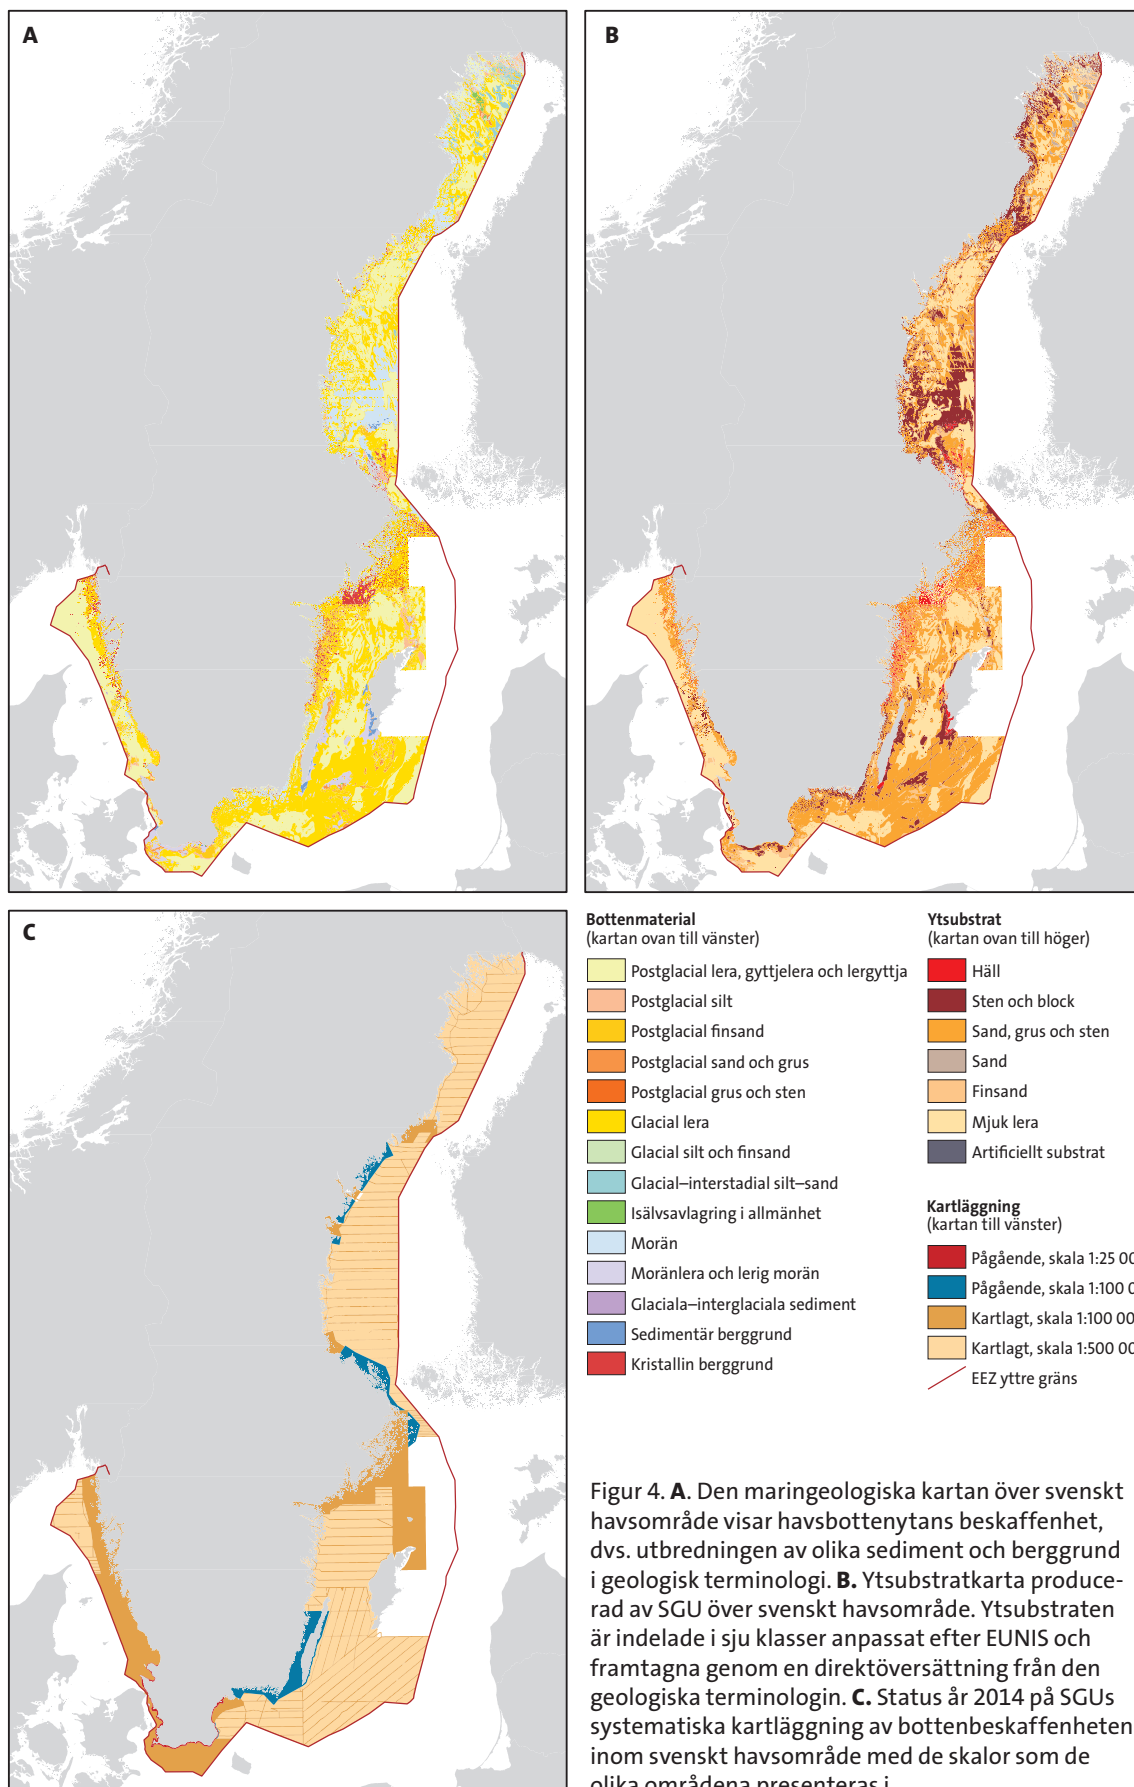 A
B
C
Bottenmaterial
(kartan ovan till vänster)
Postglacial lera, gyttjelera och lergyttja
Postglacial silt
Postglacial finsand
Postglacial sand och grus
Postglacial grus och sten
Glacial lera
Glacial silt och finsand
Glacial–interstadial silt–sand
Isälvsavlagring i allmänhet
Morän
Moränlera och lerig morän
Glaciala–interglaciala sediment
Sedimentär berggrund
Kristallin berggrund
Ytsubstrat
(kartan ovan till höger)
Häll
Sten och block
Sand, grus och sten
Sand
Finsand
Mjuk lera
Artificiellt substrat
Kartläggning
(kartan till vänster)
Pågående, skala 1:25 00
Pågående, skala 1:100 0
Kartlagt, skala 1:100 00
Kartlagt, skala 1:500 00
EEZ yttre gräns
Figur 4. A. Den maringeologiska kartan över svenskt
havsområde visar havsbottenytans beskaffenhet,
dvs. utbredningen av olika sediment och berggrund
i geologisk terminologi. B. Ytsubstratkarta produce-
rad av SGU över svenskt havsområde. Ytsubstraten
är indelade i sju klasser anpassat efter EUNIS och
framtagna genom en direktöversättning från den
geologiska terminologin. C. Status år 2014 på SGUs
systematiska kartläggning av bottenbeskaffenheten
inom svenskt havsområde med de skalor som de
olika områdena presenteras i.